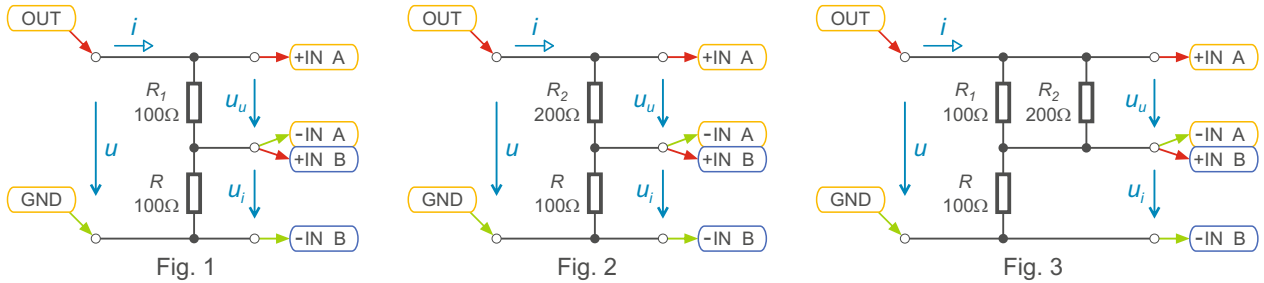 OUT
i
+IN A
R1
100Ω
uu
-IN A
+IN B
u
R
100Ω
ui
GND
-IN B
Fig. 1
OUT
i
+IN A
R2
200Ω
uu
-IN A
+IN B
u
R
100Ω
ui
GND
-IN B
Fig. 2
OUT
i
+IN A
R1
100Ω
R2
200Ω
uu
-IN A
+IN B
u
R
100Ω
ui
GND
-IN B
Fig. 3